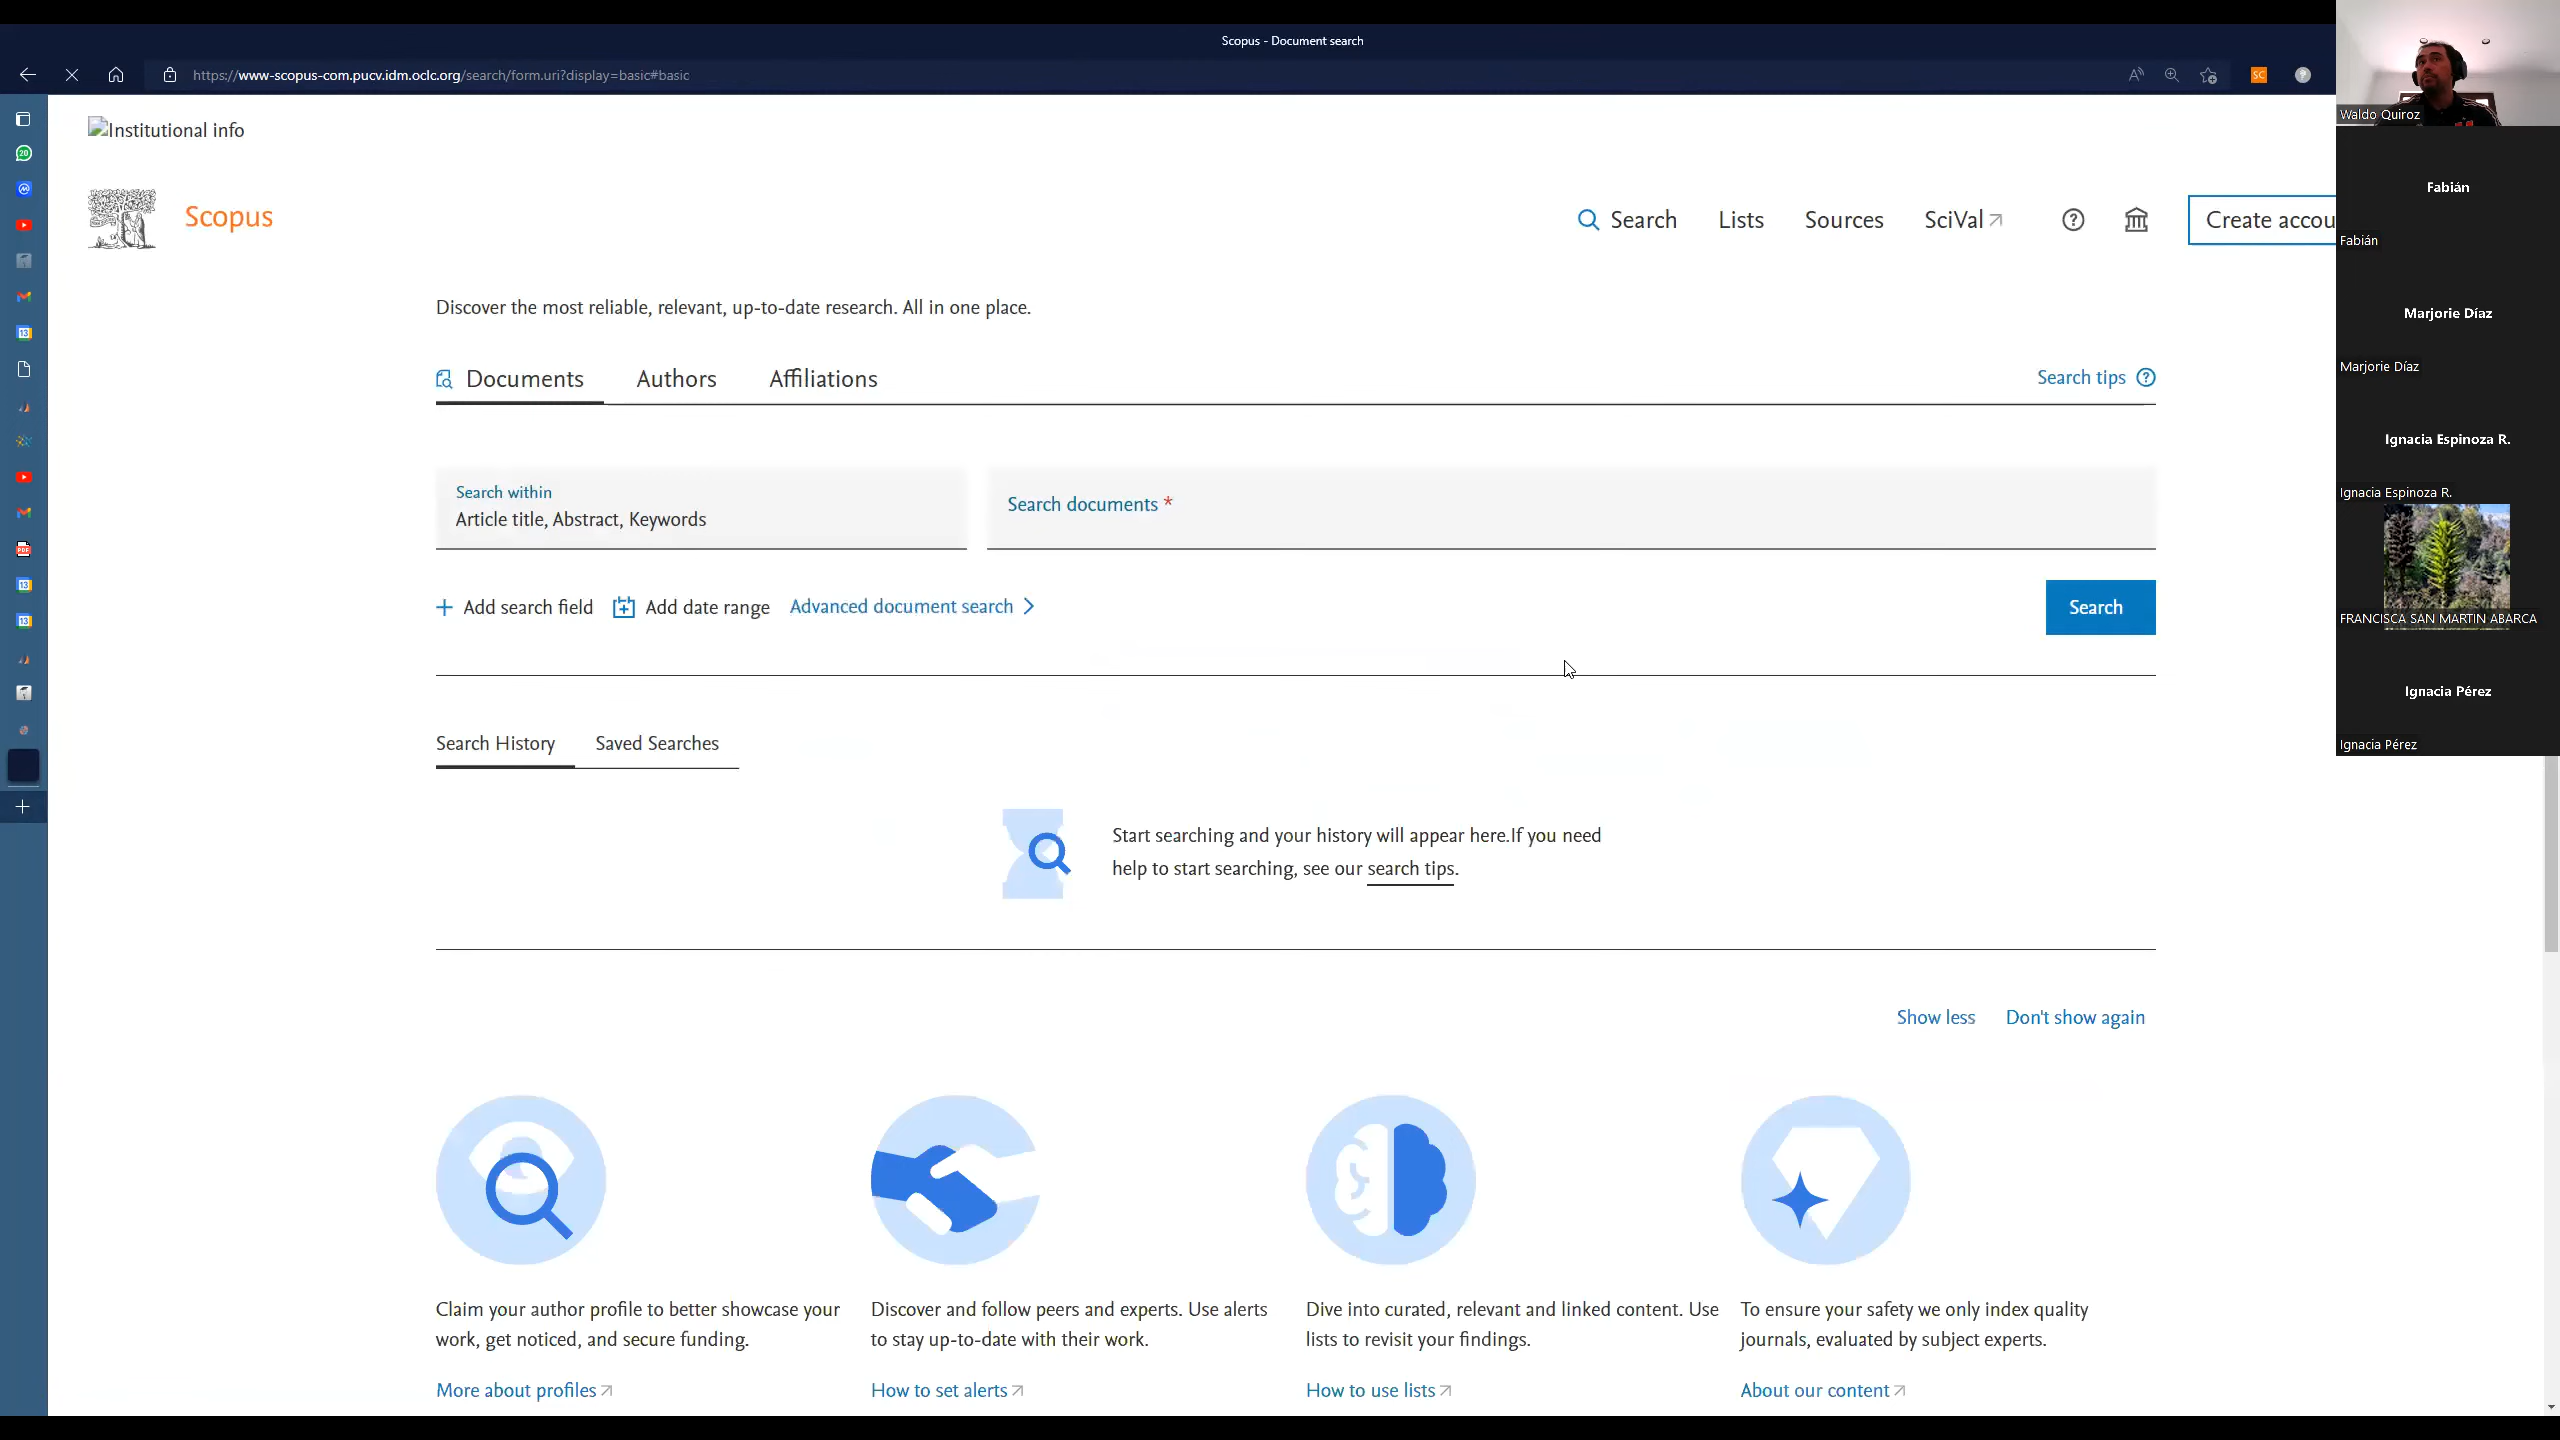 Scopus - Document search
https://www-scopus-com.pucv.idm.oclc.org/search/form.uri?display=basic#basic
SC
Institutional info
Scopus
Search
Lists
Sources
SciVal
Create accou
Discover the most reliable, relevant, up-to-date research. All in one place.
Documents
Authors
Affiliations
Search tips
Search within
Article title, Abstract, Keywords
Search documents *
Add search field
Add date range
Advanced document search
Search
Search History
Saved Searches
Start searching and your history will appear here.If you need
help to start searching, see our search tips.
Show less
Don't show again
Claim your author profile to better showcase your
work, get noticed, and secure funding.
More about profiles
Discover and follow peers and experts. Use alerts
to stay up-to-date with their work.
How to set alerts
Dive into curated, relevant and linked content. Use
lists to revisit your findings.
How to use lists
To ensure your safety we only index quality
journals, evaluated by subject experts.
About our content
Waldo Quiroz
Fabián
Fabián
Marjorie Díaz
Marjorie Díaz
Ignacia Espinoza R.
Ignacia Espinoza R.
FRANCISCA SAN MARTIN ABARCA
Ignacia Pérez
Ignacia Pérez
20
13
PDF
13
13